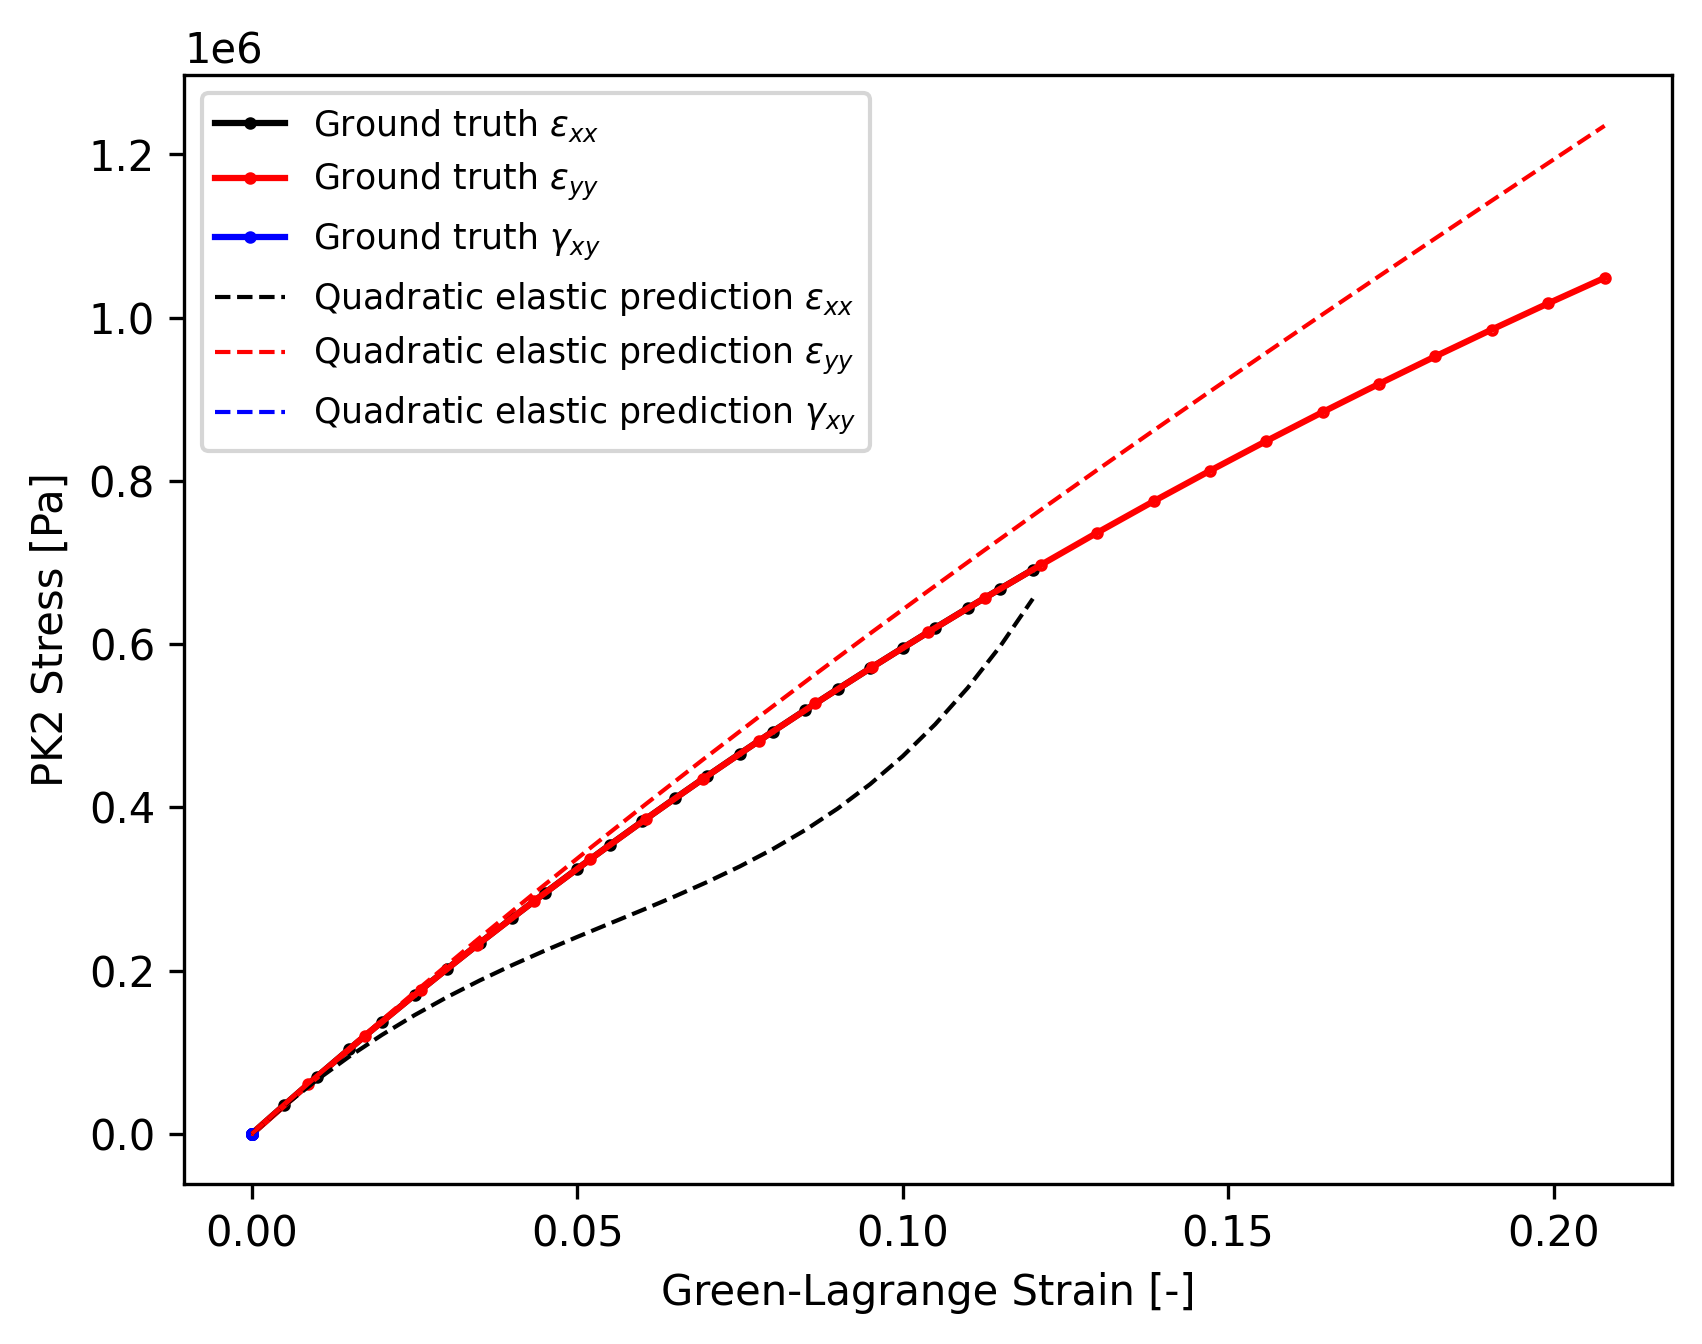 1e6
Ground truth εxx
Ground truth εyy
Ground truth γxy
Quadratic elastic prediction εxx
Quadratic elastic prediction εyy
Quadratic elastic prediction γxy
1.2
1.0
0.8
0.6
0.4
0.2
0.0
PK2 Stress [Pa]
0.00 0.05 0.10 0.15 0.20
Green-Lagrange Strain [-]